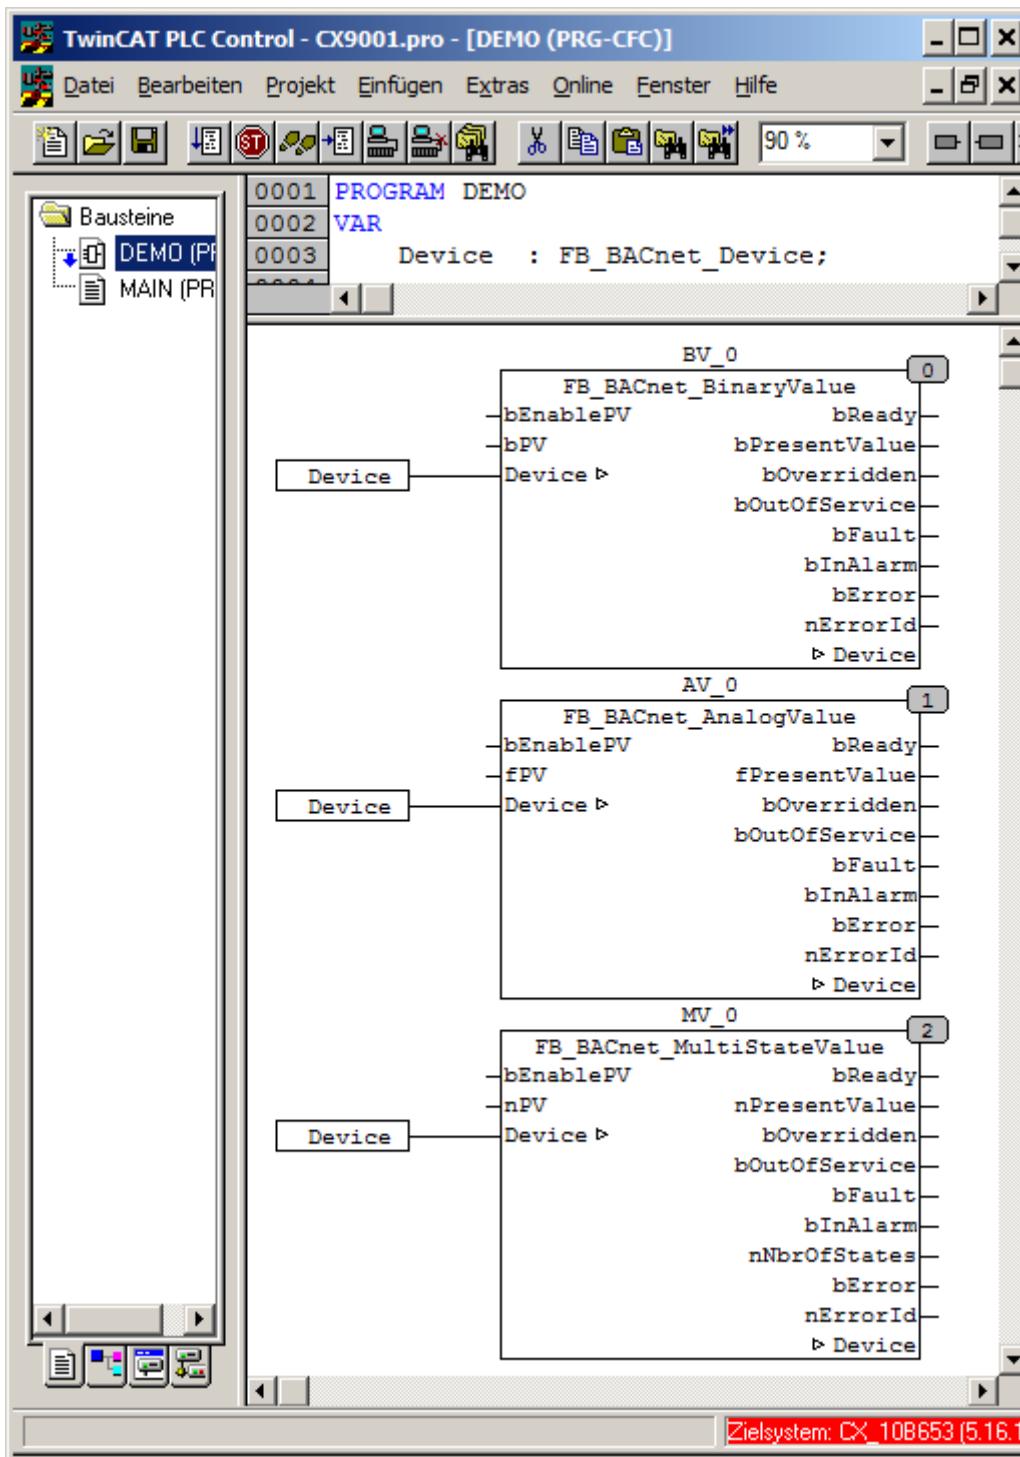 TwinCAT PLC Control - CX9001.pro - [DEMO (PRG-CFC)]
Datei Bearbeiten Projekt Einfügen Extras Online Fenster Hilfe
ST 90 %
Bausteine
DEMO (PF
MAIN (PR
0001 PROGRAM DEMO
0002 VAR
0003 Device : FB_BACnet_Device;
BV_0
0
FB_BACnet_BinaryValue
bEnablePV bReady
bPV bPresentValue
Device Device bOverridden
bOutOfService
bFault
bInAlarm
bError
nErrorId
Device
AV_0
1
FB_BACnet_AnalogValue
bEnablePV bReady
fPV fPresentValue
Device Device bOverridden
bOutOfService
bFault
bInAlarm
bError
nErrorId
Device
MV_0
2
FB_BACnet_MultiStateValue
bEnablePV bReady
nPV nPresentValue
Device Device bOverridden
bOutOfService
bFault
bInAlarm
nNbrOfStates
bError
nErrorId
Device
Zielsystem: CX_10B653 (5.16.1